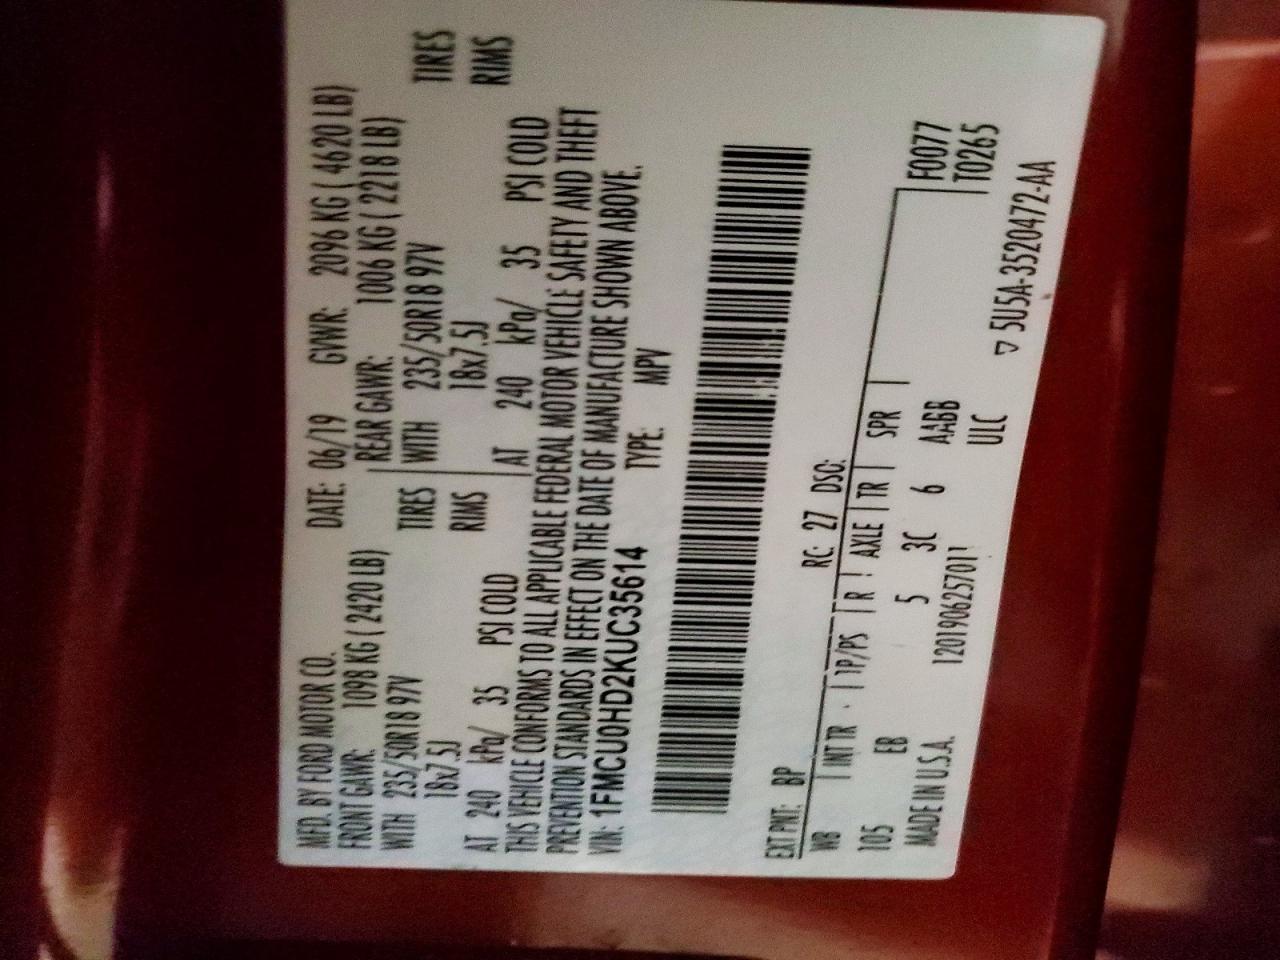 MFD. BY FORD MOTOR CO. DATE: 06/19 GVWR: 2096 KG ( 4620 LB)
FRONT GAWR: 1098 KG ( 2420 LB) REAR GAWR: 1006 KG ( 2218 LB)
WITH 235/50R18 97V TIRES WITH 235/50R18 97V TIRES
18x7.5J RIMS 18x7.5J RIMS
AT 240 kPa/ 35 PSI COLD AT 240 kPa/ 35 PSI COLD
THIS VEHICLE CONFORMS TO ALL APPLICABLE FEDERAL MOTOR VEHICLE SAFETY AND THEFT
PREVENTION STANDARDS IN EFFECT ON THE DATE OF MANUFACTURE SHOWN ABOVE.
VIN: 1FMCU0HD2KUC35614 TYPE: MPV
EXT PNT: BP RC: 27 DSO:
WB INT TR TP/PS R AXLE TR SPR F0077
105 EB 5 3C 6 AABB T0265
MADE IN U.S.A. ULC
▽ 5U5A-3520472-AA